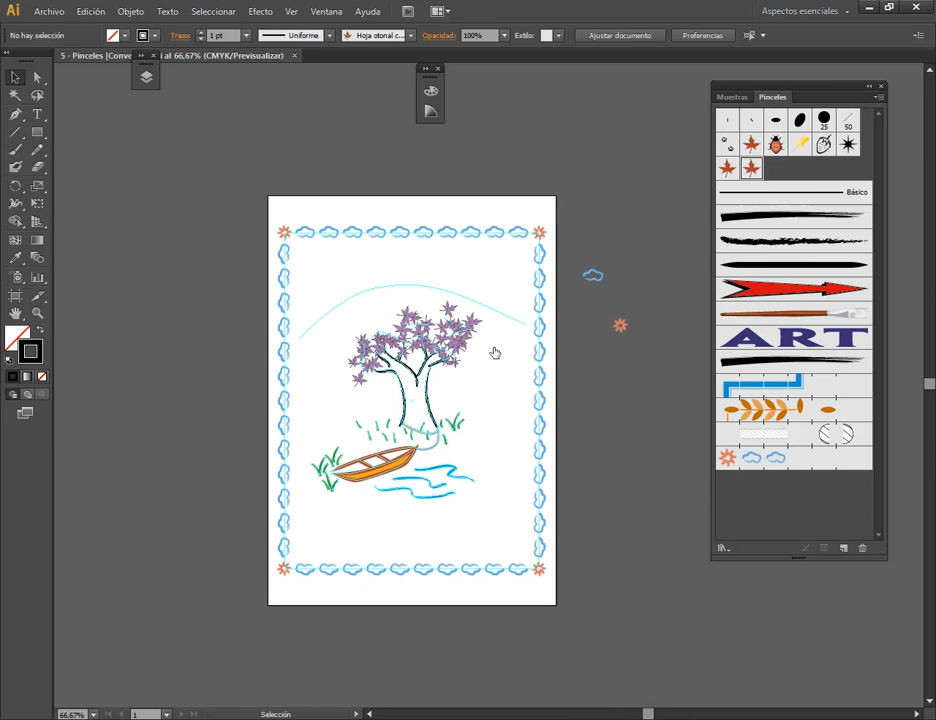 Ai Archivo Edición Objeto Texto Seleccionar Efecto Ver Ventana Ayuda Br Aspectos esenciales
No hay selección Trazo: 1 pt Uniforme Hoja otonal c... Opacidad: 100% Estilo: Ajustar documento Preferencias
5 - Pinceles [Conve al 66,67% (CMYK/Previsualizar)
Muestras Pinceles
25 50
Básico
ART
66,67% 1 Selección